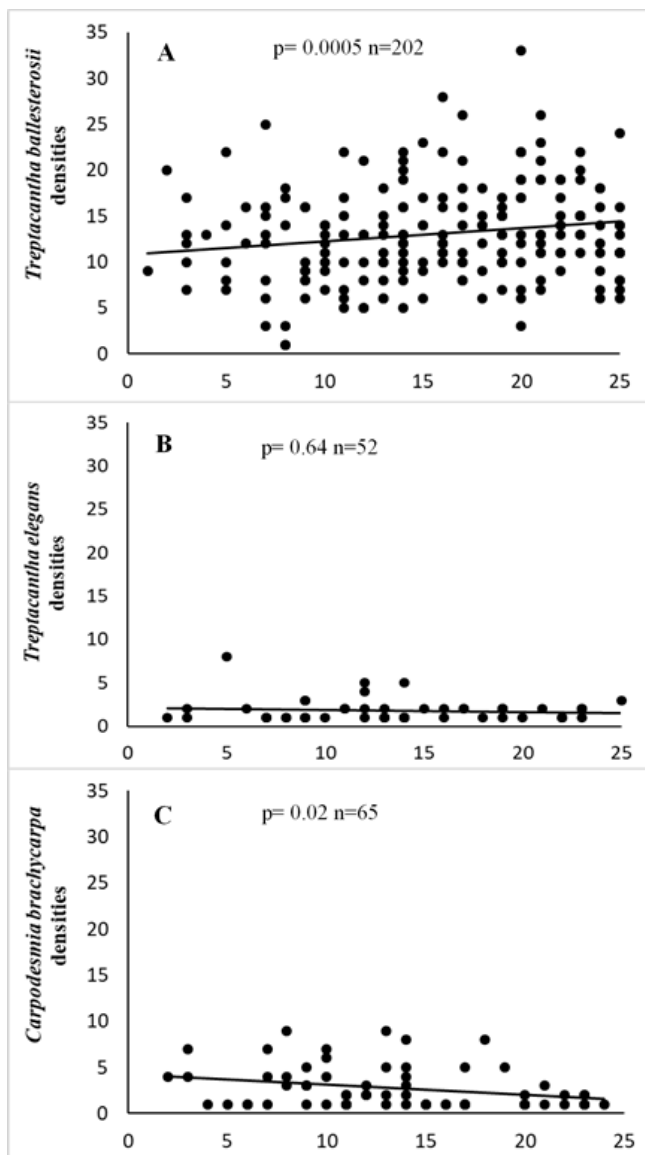 A
p= 0.0005 n=202
Treptacantha ballesterosii
densities
35
30
25
20
15
10
5
0
0 5 10 15 20 25
B
p= 0.64 n=52
Treptacantha elegans
densities
35
30
25
20
15
10
5
0
0 5 10 15 20 25
C
p= 0.02 n=65
Carpodesmia brachycarpa
densities
35
30
25
20
15
10
5
0
0 5 10 15 20 25